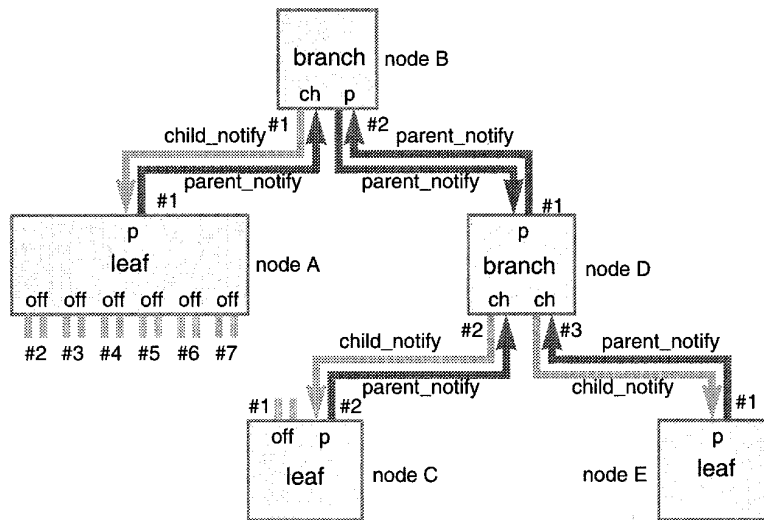 branch
node B
ch p
#1
#2
child_notify
parent_notify
parent_notify
parent_notify
#1
#1
p
leaf
node A
off off off off off off
#2 #3 #4 #5 #6 #7
p
branch
node D
ch ch
#2
#3
child_notify
parent_notify
parent_notify
child_notify
#1
#2
#1
off p
leaf
node C
p
node E
leaf